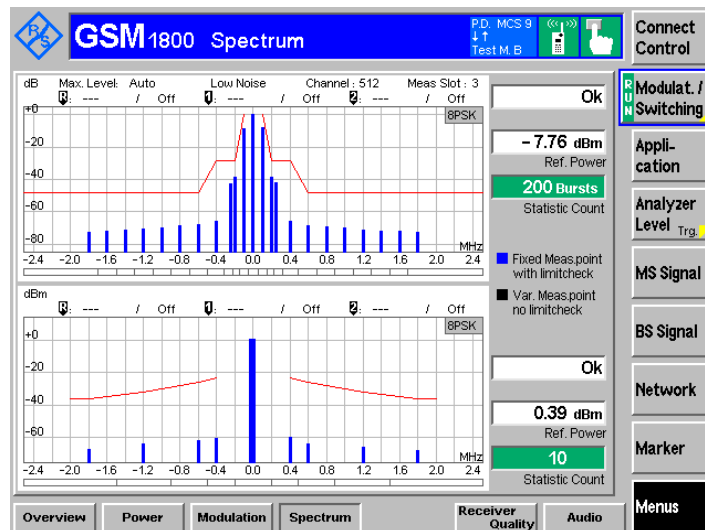 R S
GSM 1800 Spectrum
P.D. MCS 9
↓↑
Test M. B
Connect
Control
dB Max. Level: Auto Low Noise Channel : 512 Meas Slot : 3
R: --- / Off 1: --- / Off 2: --- / Off
+0
8PSK
-20
-40
-60
-80
MHz
-2.4 -2.0 -1.6 -1.2 -0.8 -0.4 0.0 0.4 0.8 1.2 1.6 2.0 2.4
Ok
- 7.76 dBm
Ref. Power
200 Bursts
Statistic Count
Fixed Meas.point
with limitcheck
Var. Meas.point
no limitcheck
dBm
R: --- / Off 1: --- / Off 2: --- / Off
8PSK
+0
-20
-40
-60
MHz
-2.4 -2.0 -1.6 -1.2 -0.8 -0.4 0.0 0.4 0.8 1.2 1.6 2.0 2.4
Ok
0.39 dBm
Ref. Power
10
Statistic Count
RUN
Modulat. /
Switching
Appli-
cation
Analyzer
Level Trg.
MS Signal
BS Signal
Network
Marker
Menus
Overview Power Modulation Spectrum Receiver
Quality Audio